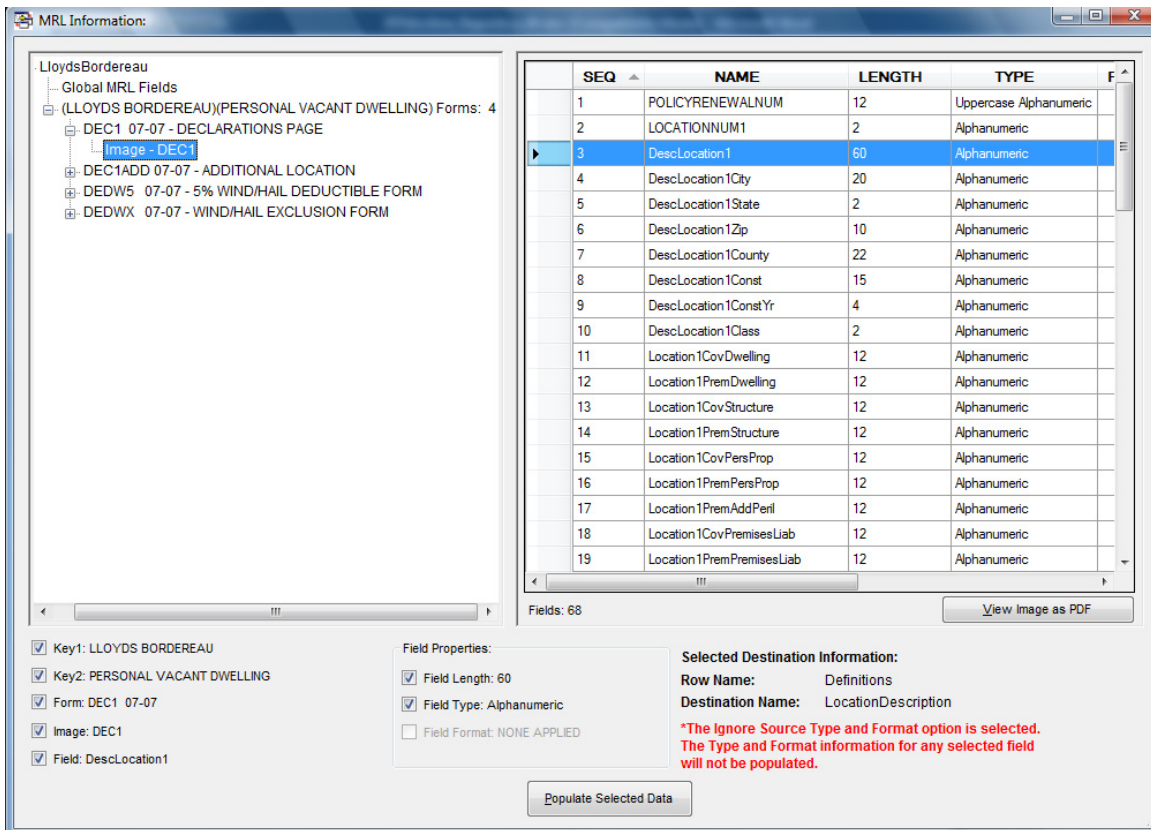 MRL Information:
LloydsBordereau
Global MRL Fields
(LLOYDS BORDEREAU)(PERSONAL VACANT DWELLING) Forms: 4
DEC1 07-07 - DECLARATIONS PAGE
Image - DEC1
DEC1ADD 07-07 - ADDITIONAL LOCATION
DEDW5 07-07 - 5% WIND/HAIL DEDUCTIBLE FORM
DEDWX 07-07 - WIND/HAIL EXCLUSION FORM
SEQ NAME LENGTH TYPE F
1 POLICYRENEWALNUM 12 Uppercase Alphanumeric
2 LOCATIONNUM1 2 Alphanumeric
3 DescLocation1 60 Alphanumeric
4 DescLocation1City 20 Alphanumeric
5 DescLocation1State 2 Alphanumeric
6 DescLocation1Zip 10 Alphanumeric
7 DescLocation1County 22 Alphanumeric
8 DescLocation1Const 15 Alphanumeric
9 DescLocation1ConstYr 4 Alphanumeric
10 DescLocation1Class 2 Alphanumeric
11 Location1CovDwelling 12 Alphanumeric
12 Location1PremDwelling 12 Alphanumeric
13 Location1CovStructure 12 Alphanumeric
14 Location1PremStructure 12 Alphanumeric
15 Location1CovPersProp 12 Alphanumeric
16 Location1PremPersProp 12 Alphanumeric
17 Location1PremAddPeril 12 Alphanumeric
18 Location1CovPremisesLiab 12 Alphanumeric
19 Location1PremPremisesLiab 12 Alphanumeric
Fields: 68
View Image as PDF
Key1: LLOYDS BORDEREAU
Key2: PERSONAL VACANT DWELLING
Form: DEC1 07-07
Image: DEC1
Field: DescLocation1
Field Properties:
Field Length: 60
Field Type: Alphanumeric
Field Format: NONE APPLIED
Selected Destination Information:
Row Name: Definitions
Destination Name: LocationDescription
*The Ignore Source Type and Format option is selected.
The Type and Format information for any selected field
will not be populated.
Populate Selected Data